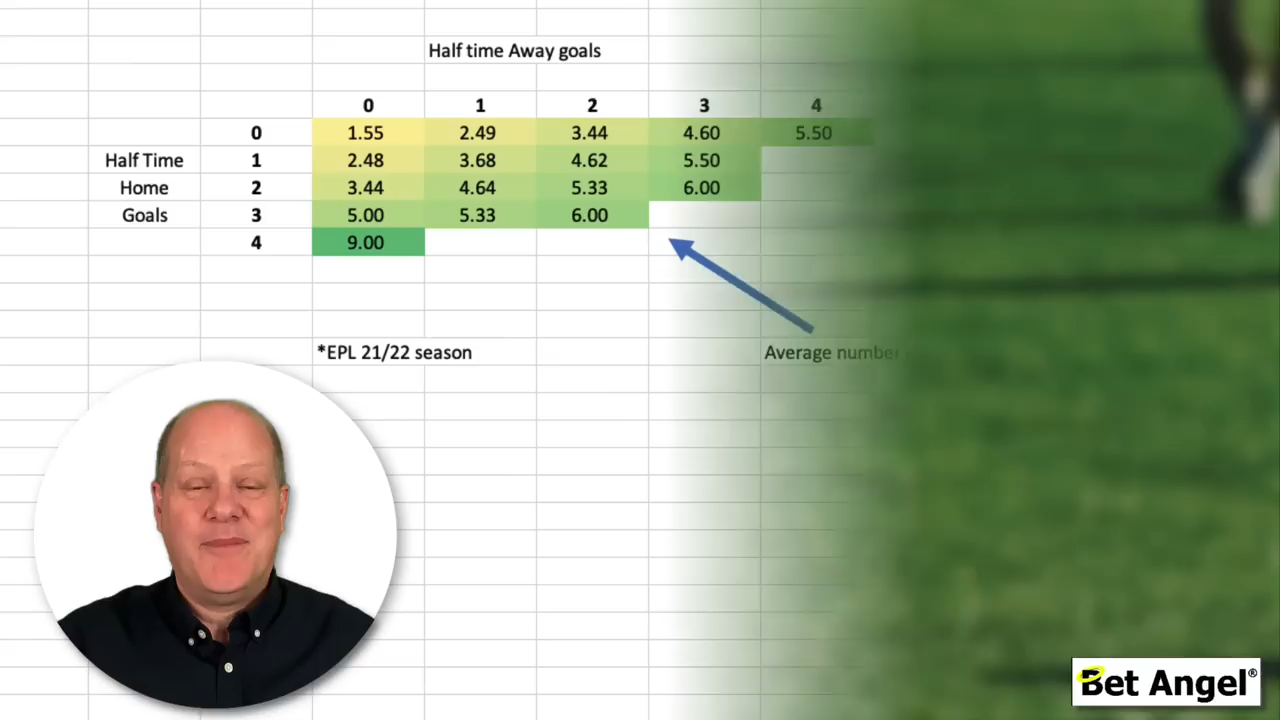 Half time Away goals
0 1 2 3 4
0 1.55 2.49 3.44 4.60 5.50
Half Time 1 2.48 3.68 4.62 5.50
Home 2 3.44 4.64 5.33 6.00
Goals 3 5.00 5.33 6.00
4 9.00
*EPL 21/22 season Average number
Bet Angel®